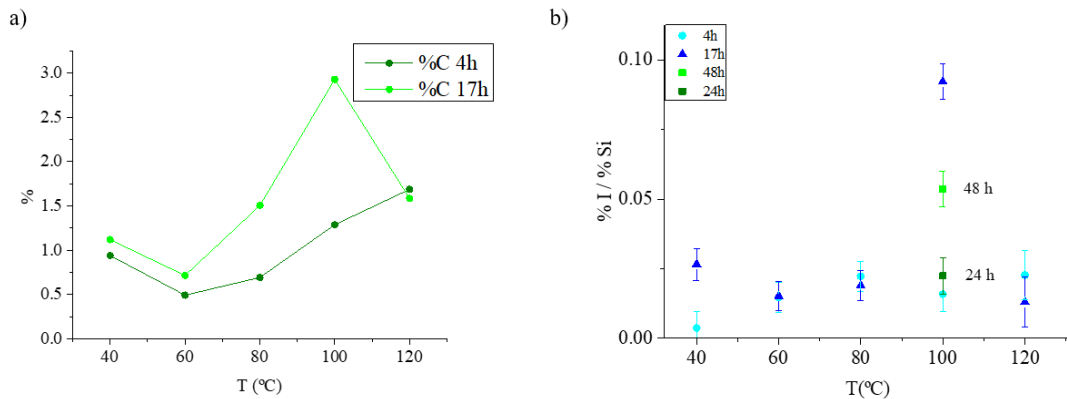 a)
%C 4h
%C 17h
3.0
2.5
2.0
1.5
1.0
0.5
0.0
%
40 60 80 100 120
T (ºC)
b)
4h
17h
48h
24h
0.10
0.05
0.00
% I / % Si
48 h
24 h
40 60 80 100 120
T(ºC)